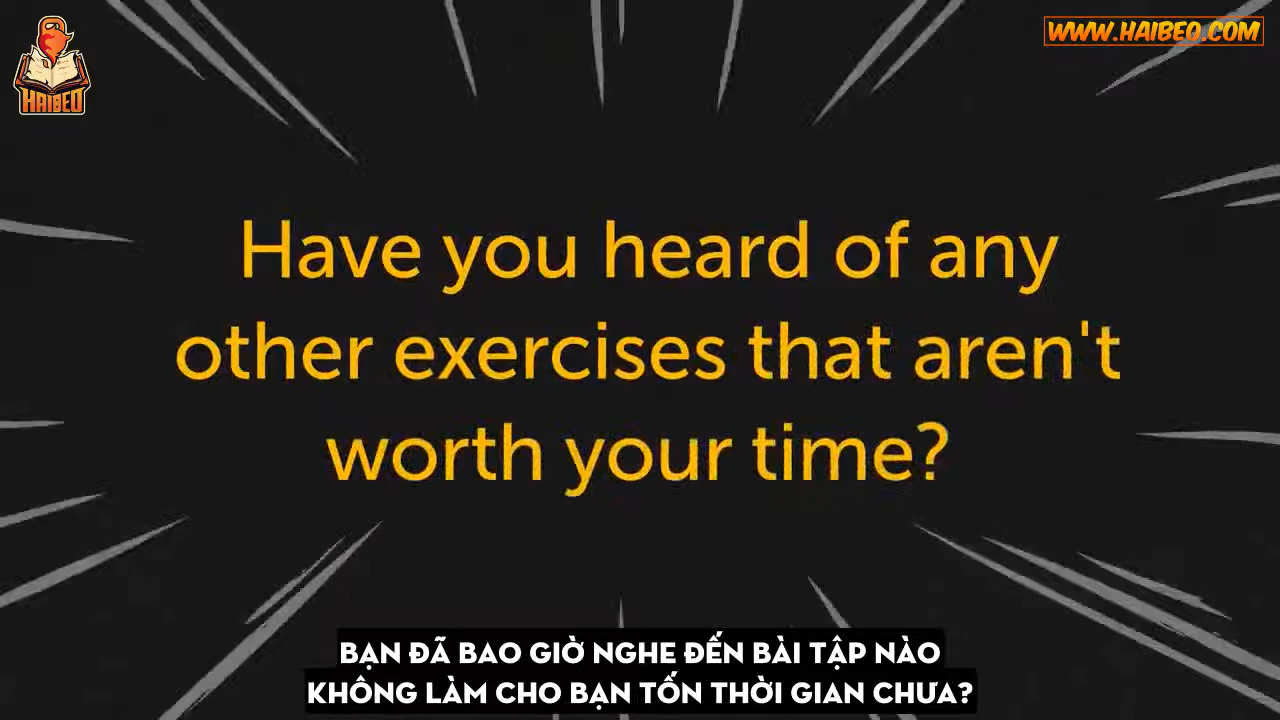 HAIBEO
WWW.HAIBEO.COM
Have you heard of any
other exercises that aren't
worth your time?
BẠN ĐÃ BAO GIỜ NGHE ĐẾN BÀI TẬP NÀO
KHÔNG LÀM CHO BẠN TỐN THỜI GIAN CHƯA?